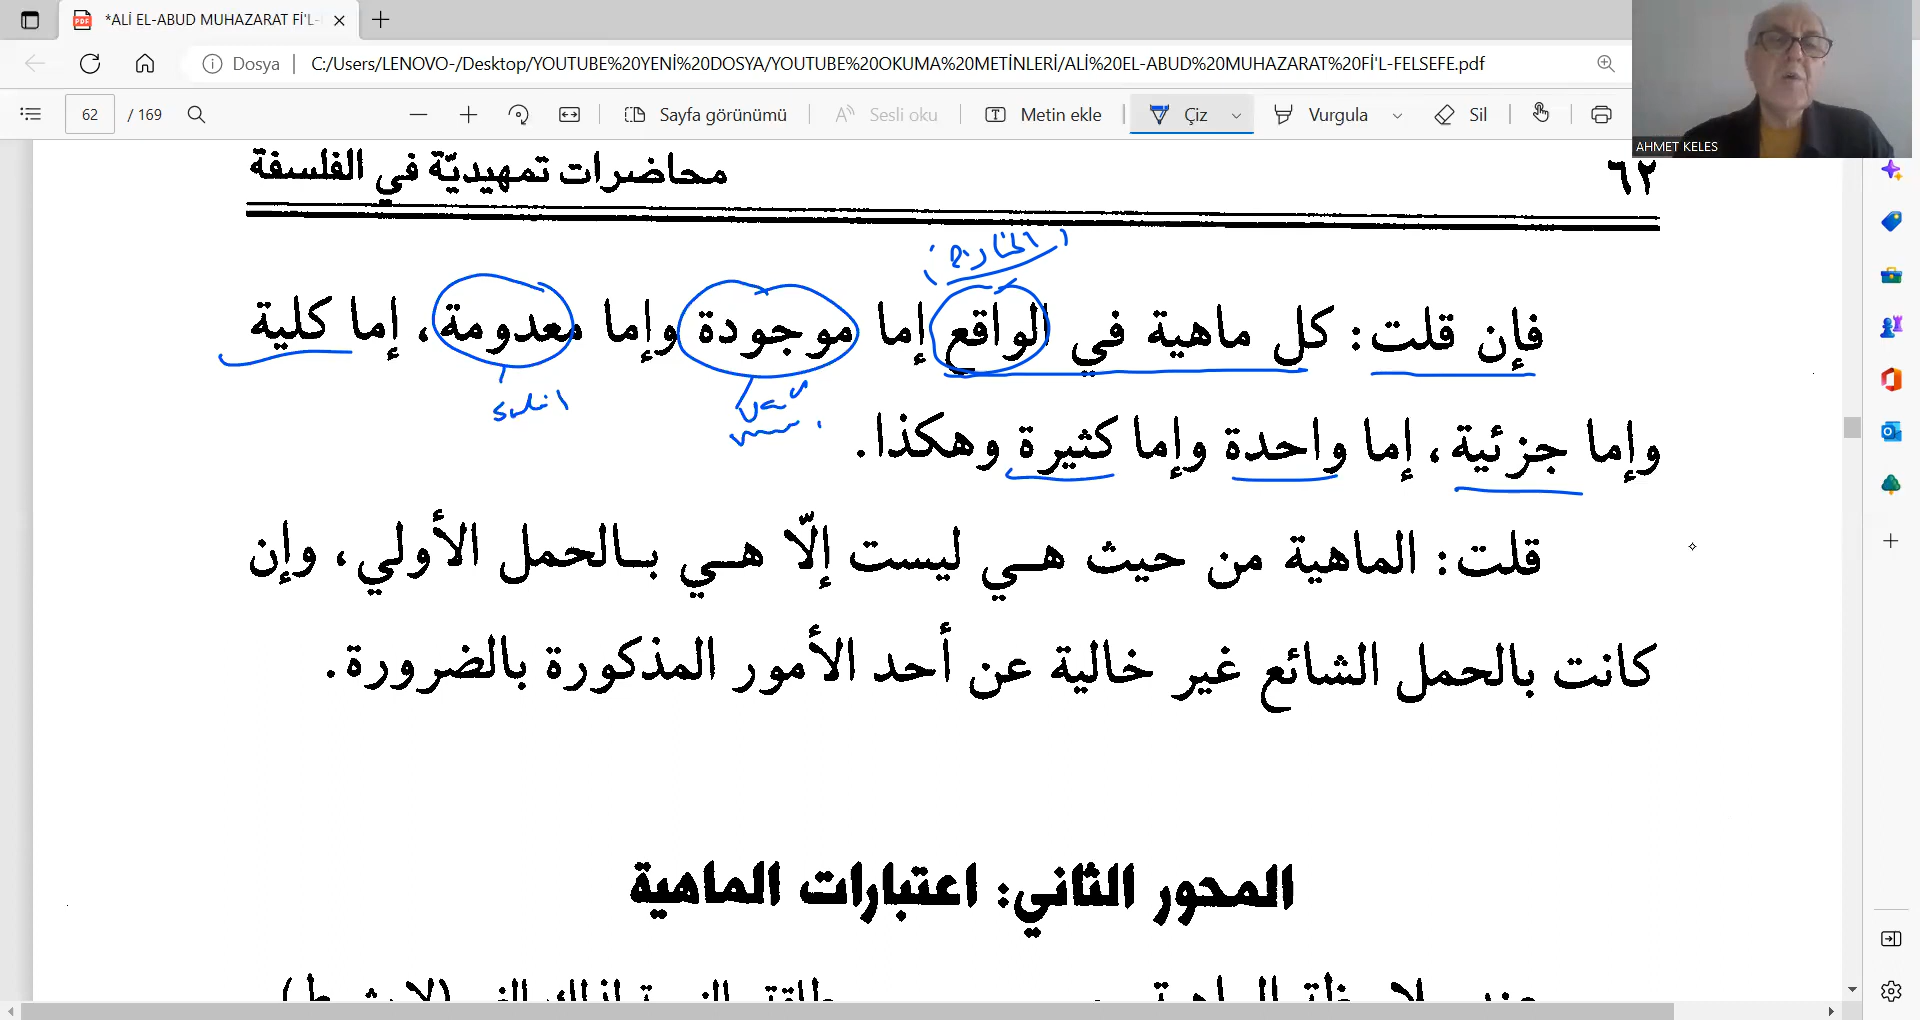 *ALİ EL-ABUD MUHAZARAT Fİ'L-
Dosya
C:/Users/LENOVO-/Desktop/YOUTUBE%20YENİ%20DOSYA/YOUTUBE%20OKUMA%20METİNLERİ/ALİ%20EL-ABUD%20MUHAZARAT%20Fİ'L-FELSEFE.pdf
62 / 169 Sayfa görünümü Sesli oku Metin ekle Çiz Vurgula Sil
AHMET KELES
٦٢ محاضرات تمهيديّة في الفلسفة
فإن قلت: كل ماهية في الواقع إما موجودة وإما معدومة، إما كلية
وإما جزئية، إما واحدة وإما كثيرة وهكذا.
قلت: الماهية من حيث هي ليست إلّا هي بالحمل الأولي، وإن
كانت بالحمل الشائع غير خالية عن أحد الأمور المذكورة بالضرورة.
المحور الثاني: اعتبارات الماهية